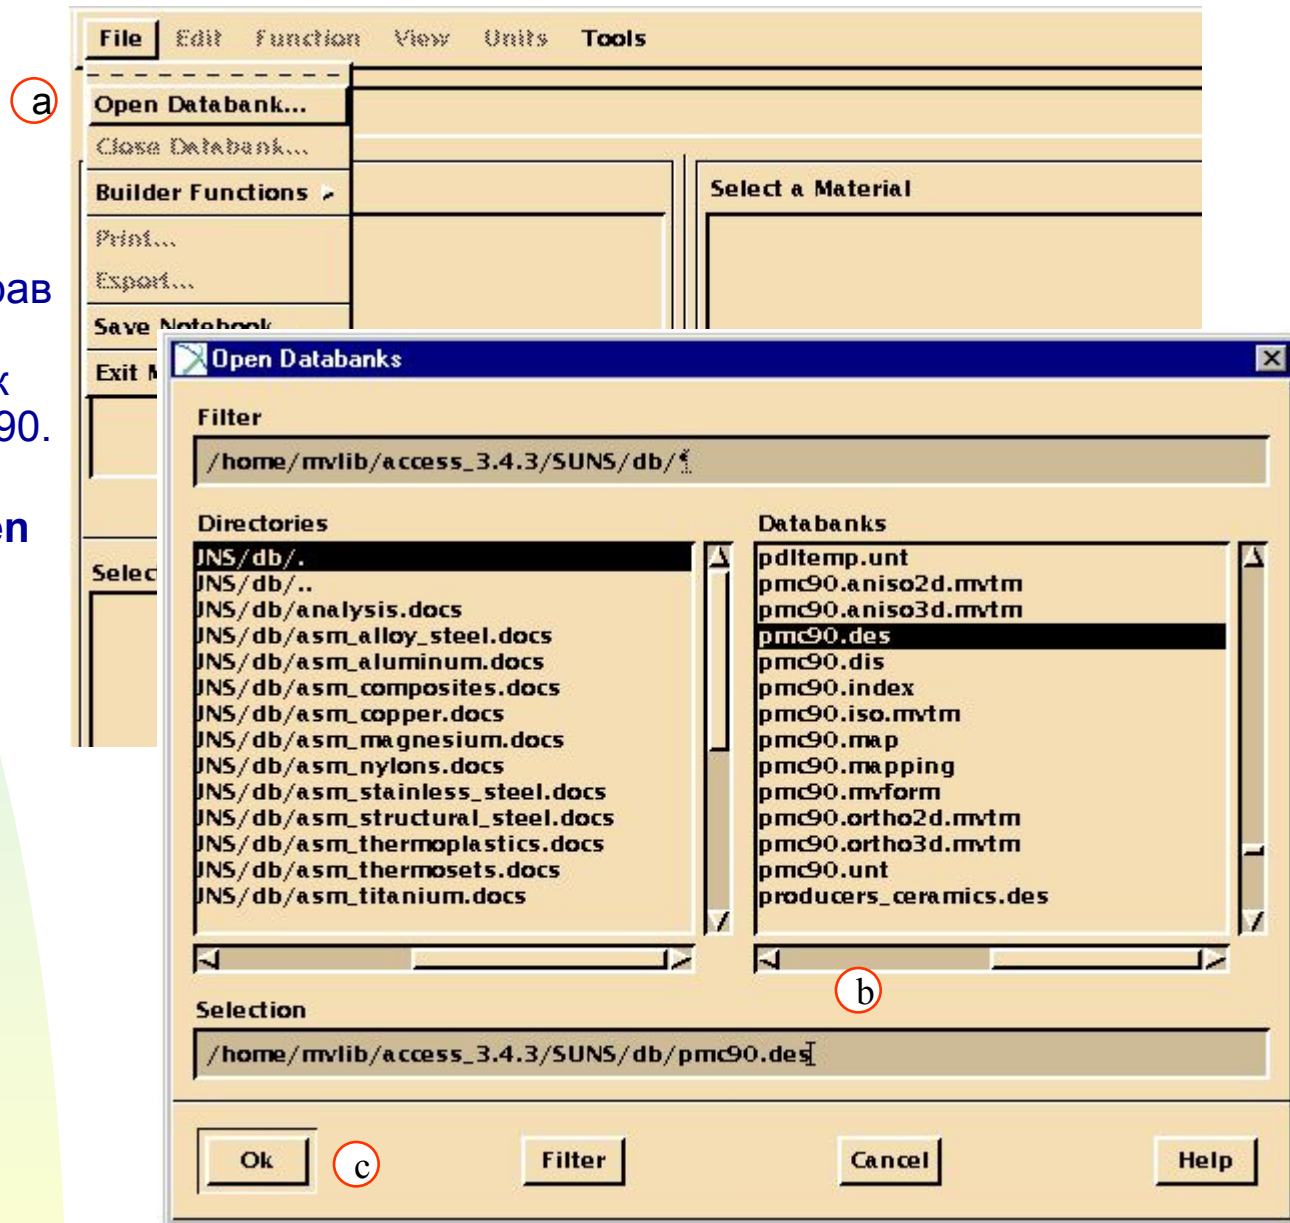 File Edit Function View Units Tools
a
Open Databank...
Close Databank...
Builder Functions
Select a Material
Print...
Export...
рав
Save Notebook
Exit M
к
90.
en
Selec
Open Databanks
Filter
/home/mvlib/access_3.4.3/SUNS/db/
Directories
JNS/db/.
JNS/db/..
JNS/db/analysis.docs
JNS/db/asm_alloy_steel.docs
JNS/db/asm_aluminum.docs
JNS/db/asm_composites.docs
JNS/db/asm_copper.docs
JNS/db/asm_magnesium.docs
JNS/db/asm_nylons.docs
JNS/db/asm_stainless_steel.docs
JNS/db/asm_structural_steel.docs
JNS/db/asm_thermoplastics.docs
JNS/db/asm_thermosets.docs
JNS/db/asm_titanium.docs
Databanks
pdltemp.unt
pmc90.aniso2d.mvtm
pmc90.aniso3d.mvtm
pmc90.des
pmc90.dis
pmc90.index
pmc90.iso.mvtm
pmc90.map
pmc90.mapping
pmc90.mvform
pmc90.ortho2d.mvtm
pmc90.ortho3d.mvtm
pmc90.unt
producers_ceramics.des
b
Selection
/home/mvlib/access_3.4.3/SUNS/db/pmc90.des
Ok
c
Filter
Cancel
Help